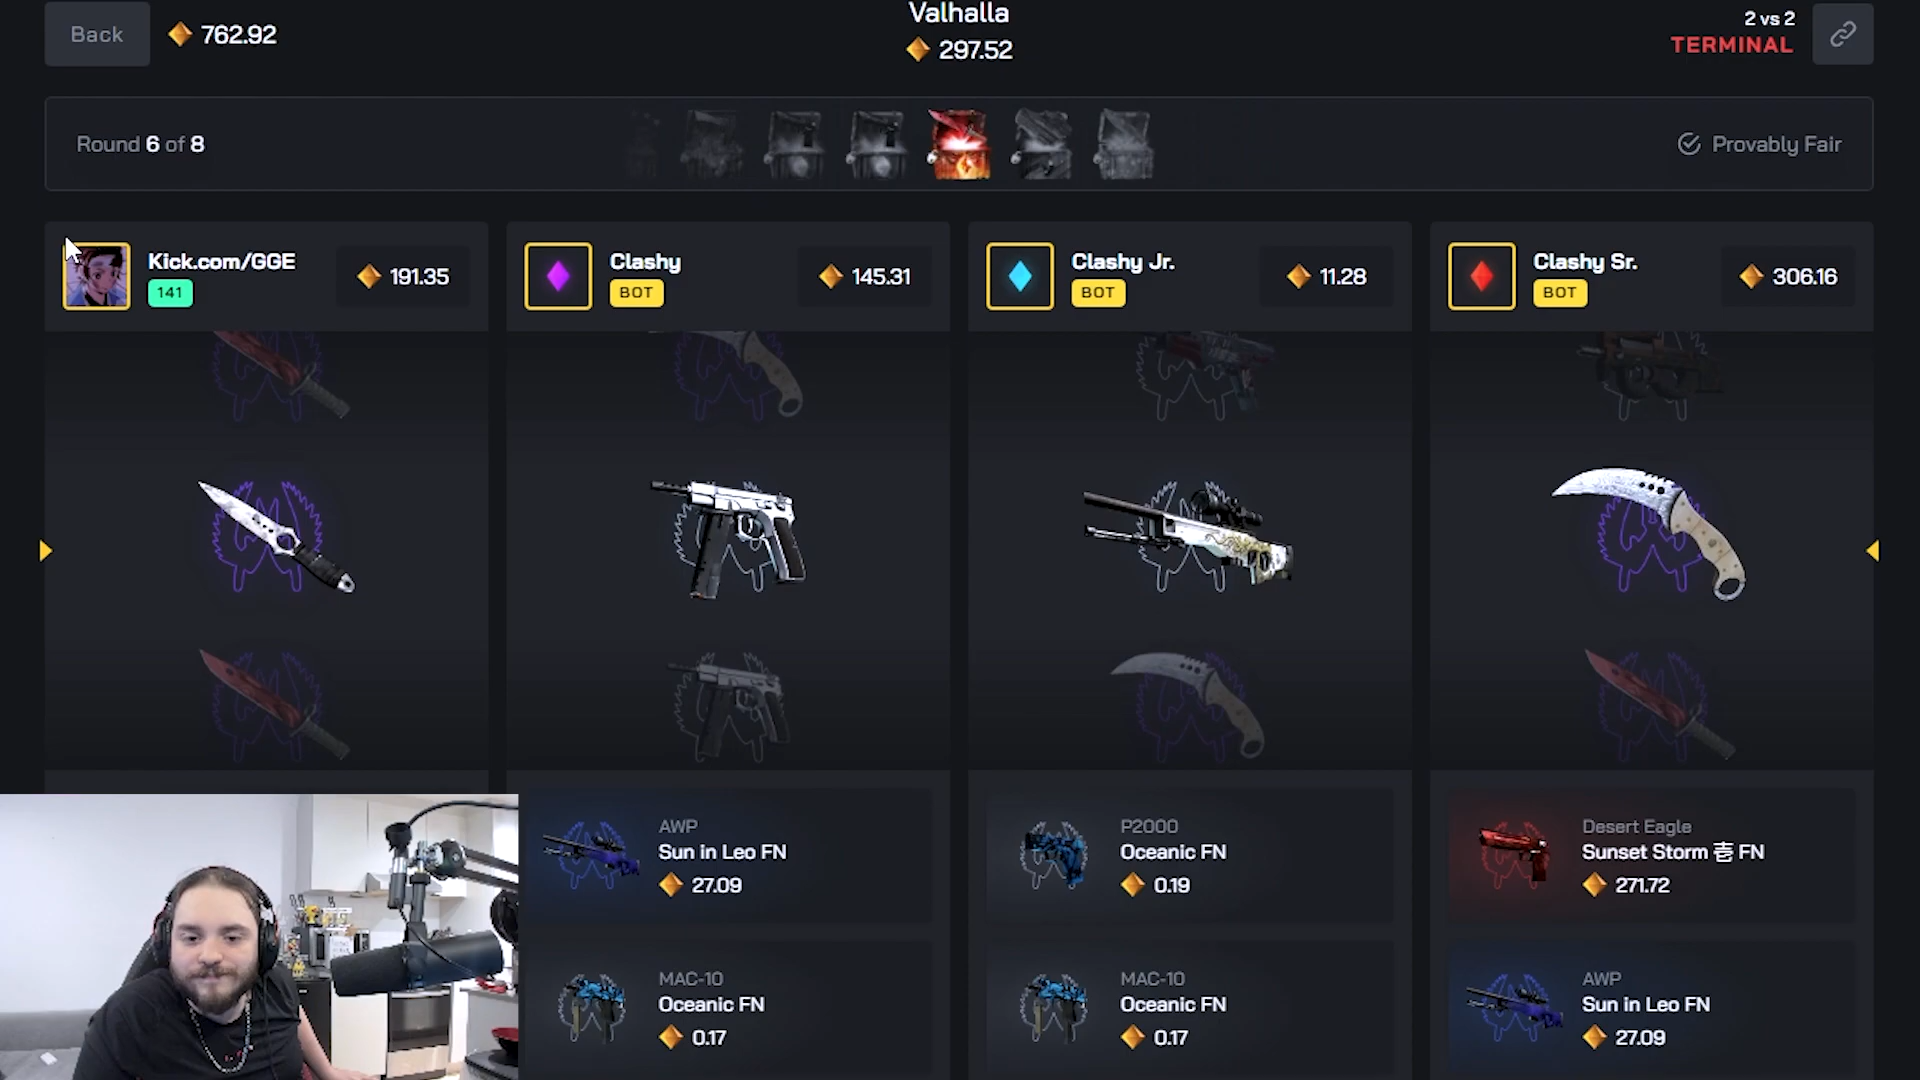 Back
762.92
Valhalla
297.52
2 vs 2
TERMINAL
Round 6 of 8
Provably Fair
Kick.com/GGE
141
191.35
Clashy
BOT
145.31
Clashy Jr.
BOT
11.28
Clashy Sr.
BOT
306.16
AWP
Sun in Leo FN
27.09
MAC-10
Oceanic FN
0.17
P2000
Oceanic FN
0.19
MAC-10
Oceanic FN
0.17
Desert Eagle
Sunset Storm 壱 FN
271.72
AWP
Sun in Leo FN
27.09